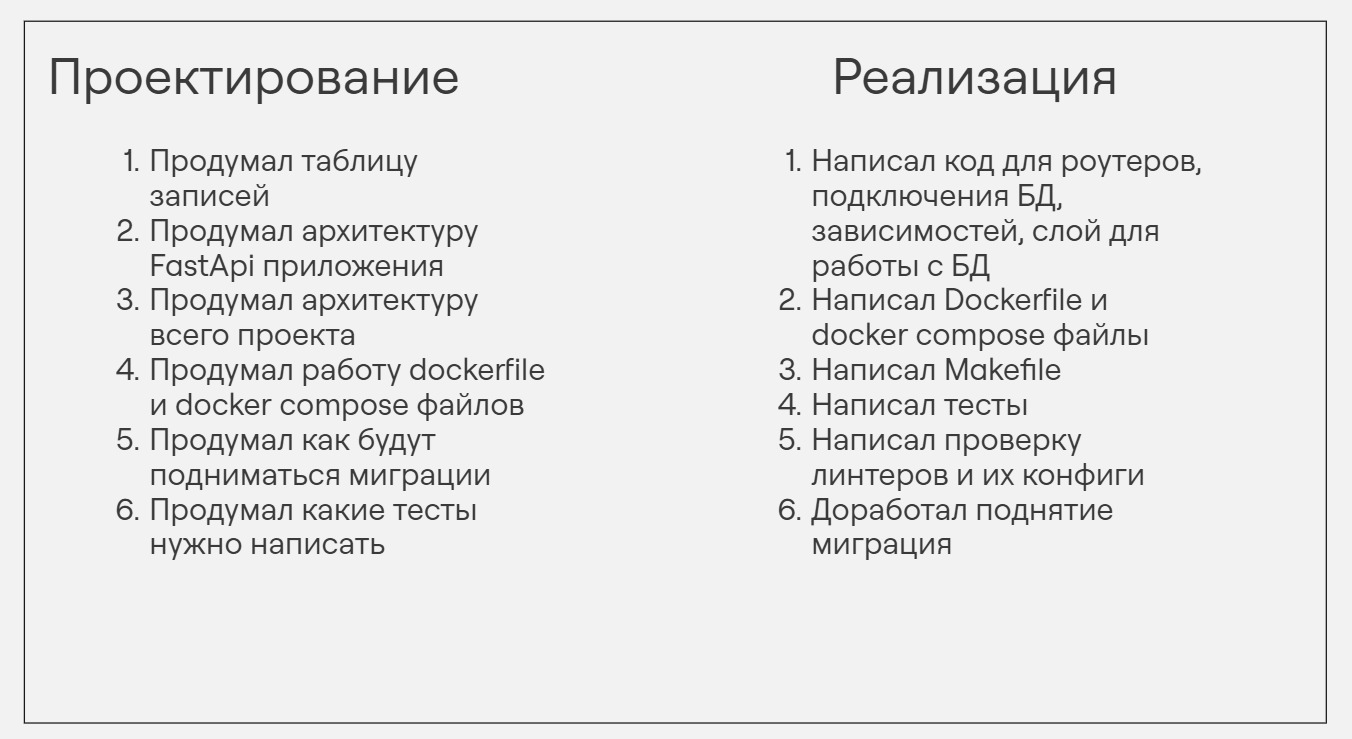 Проектирование
1. Продумал таблицу
записей
2. Продумал архитектуру
FastApi приложения
3. Продумал архитектуру
всего проекта
4. Продумал работу dockerfile
и docker compose файлов
5. Продумал как будут
подниматься миграции
6. Продумал какие тесты
нужно написать
Реализация
1. Написал код для роутеров,
подключения БД,
зависимостей, слой для
работы с БД
2. Написал Dockerfile и
docker compose файлы
3. Написал Makefile
4. Написал тесты
5. Написал проверку
линтеров и их конфиги
6. Доработал поднятие
миграция